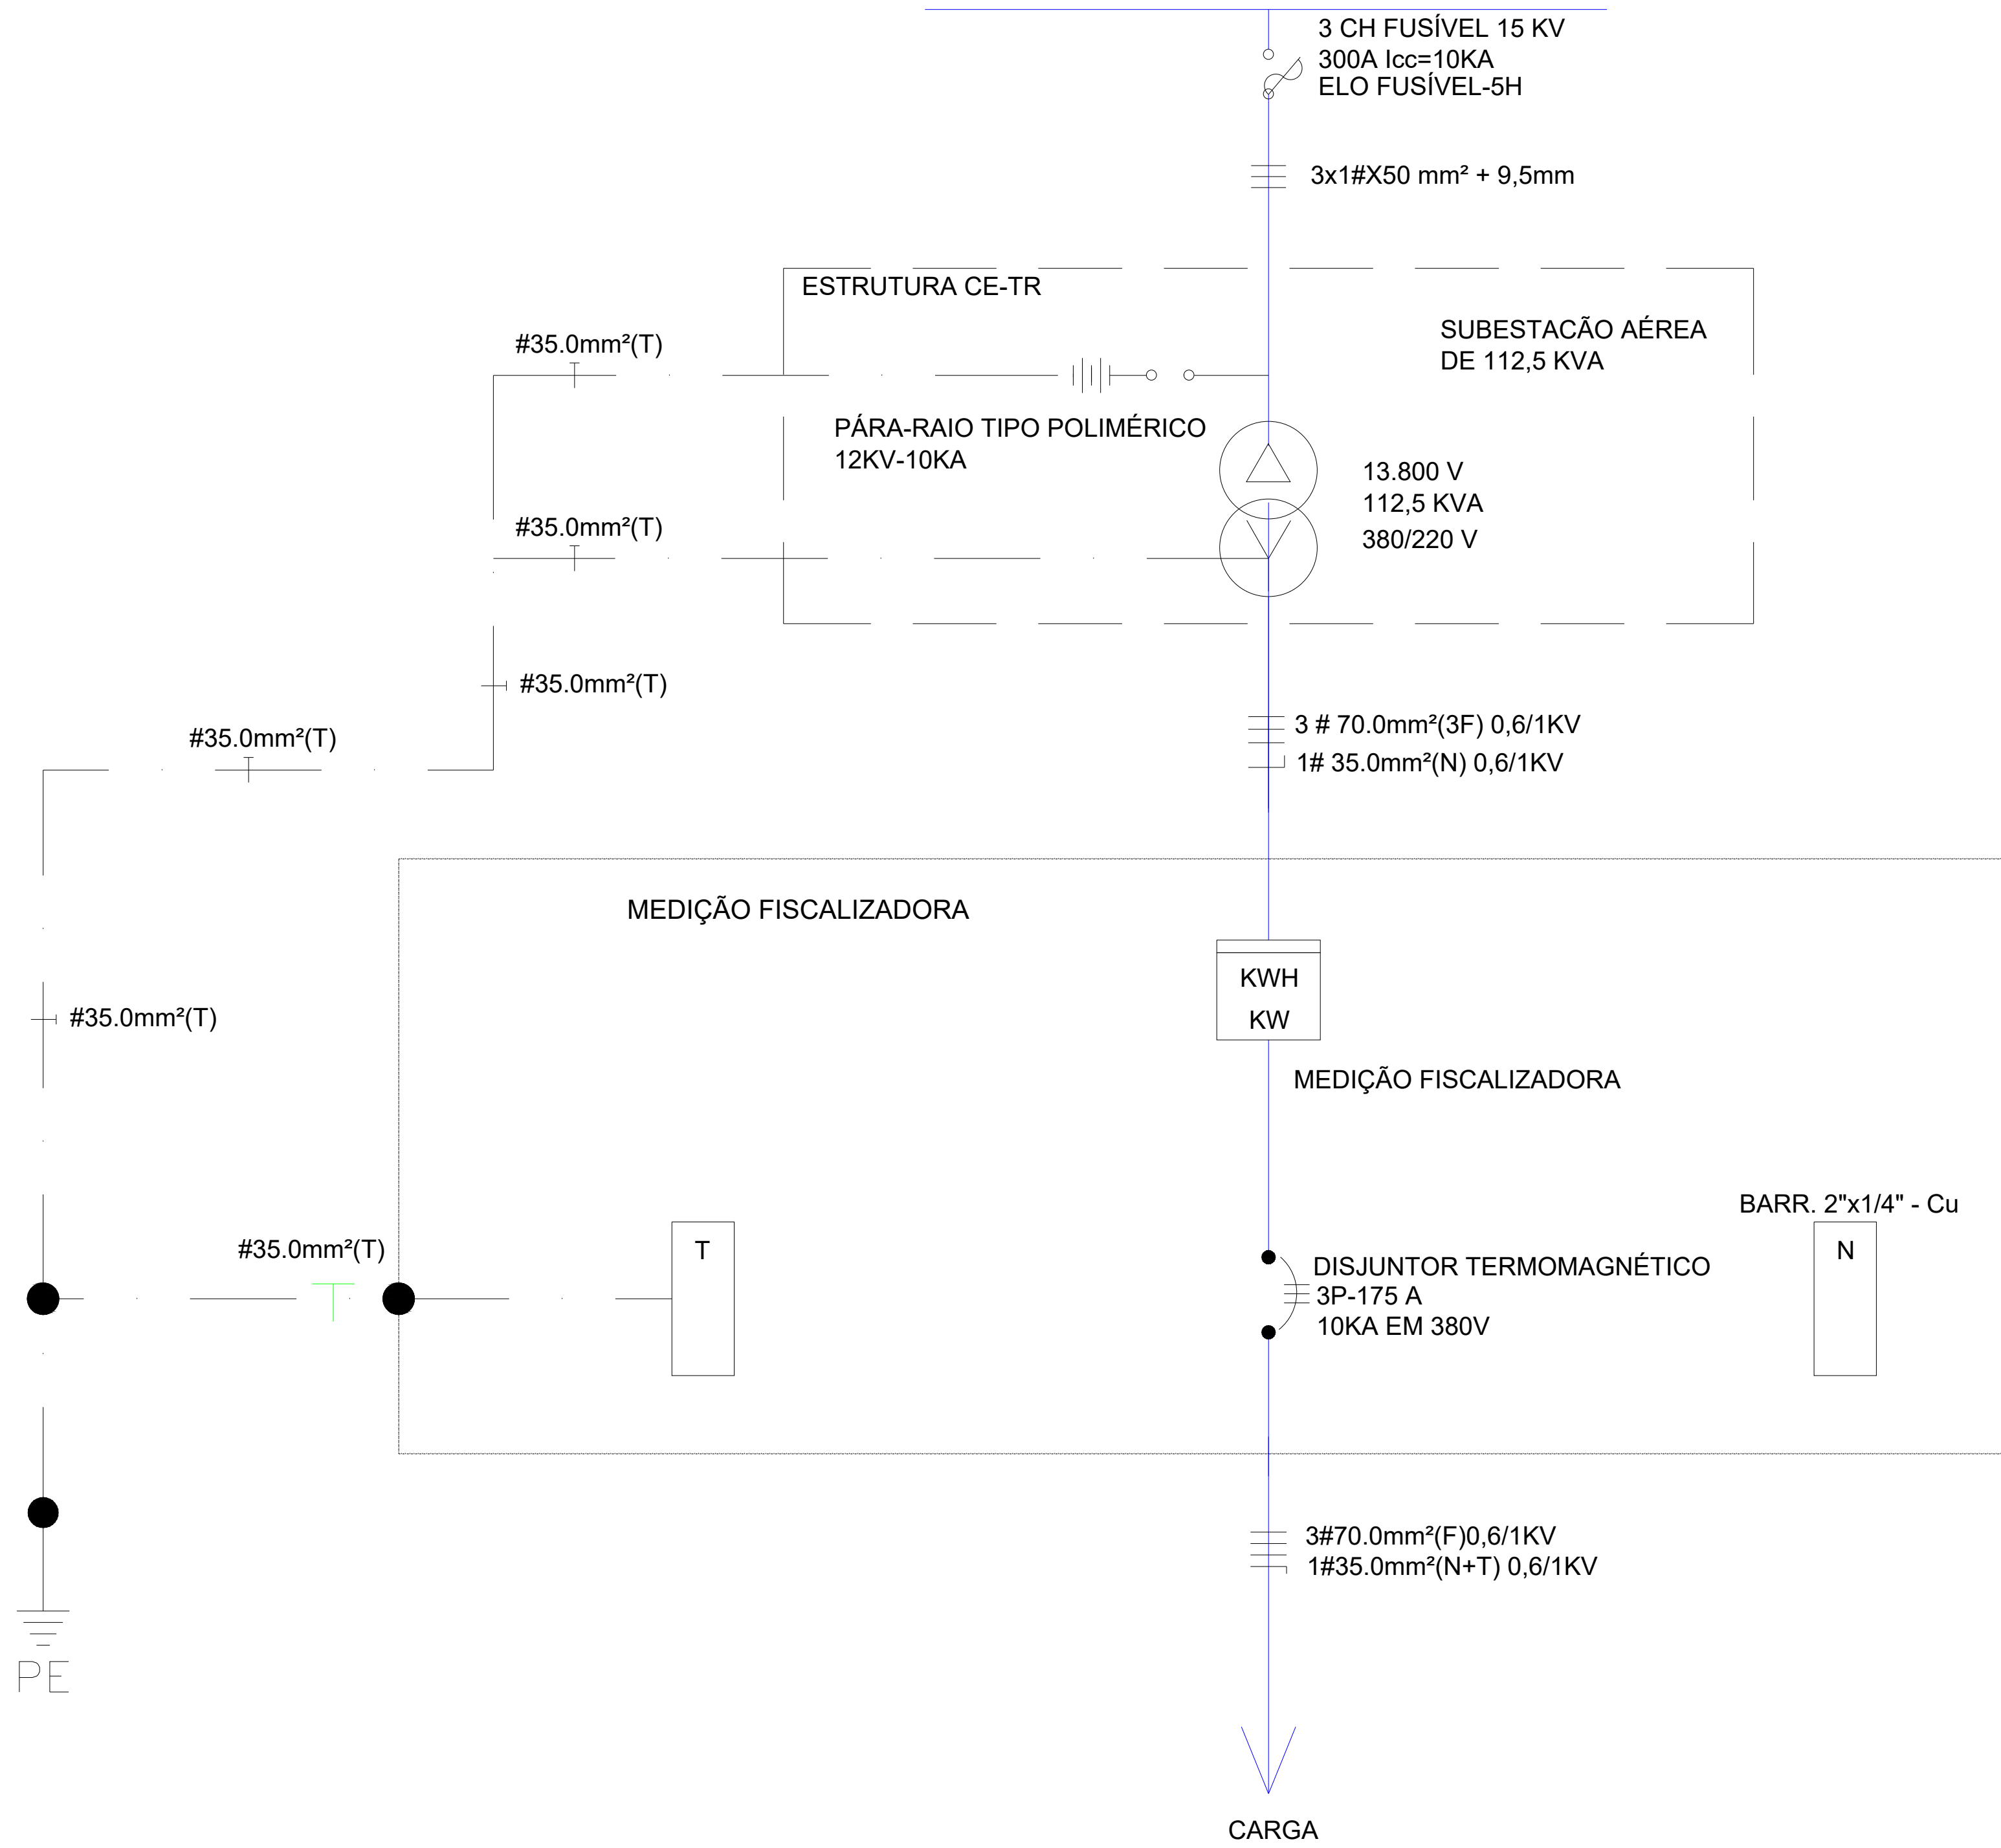 3 CH FUSÍVEL 15 KV
300A Icc=10KA
ELO FUSÍVEL-5H
3x1#X50 mm² + 9,5mm
ESTRUTURA CE-TR
SUBESTACÃO AÉREA
DE 112,5 KVA
#35.0mm²(T)
PÁRA-RAIO TIPO POLIMÉRICO
12KV-10KA
13.800 V
112,5 KVA
380/220 V
#35.0mm²(T)
#35.0mm²(T)
#35.0mm²(T)
3 # 70.0mm²(3F) 0,6/1KV
1# 35.0mm²(N) 0,6/1KV
MEDIÇÃO FISCALIZADORA
KWH
KW
#35.0mm²(T)
MEDIÇÃO FISCALIZADORA
BARR. 2"x1/4" - Cu
#35.0mm²(T)
T
N
DISJUNTOR TERMOMAGNÉTICO
3P-175 A
10KA EM 380V
3#70.0mm²(F)0,6/1KV
1#35.0mm²(N+T) 0,6/1KV
PE
CARGA